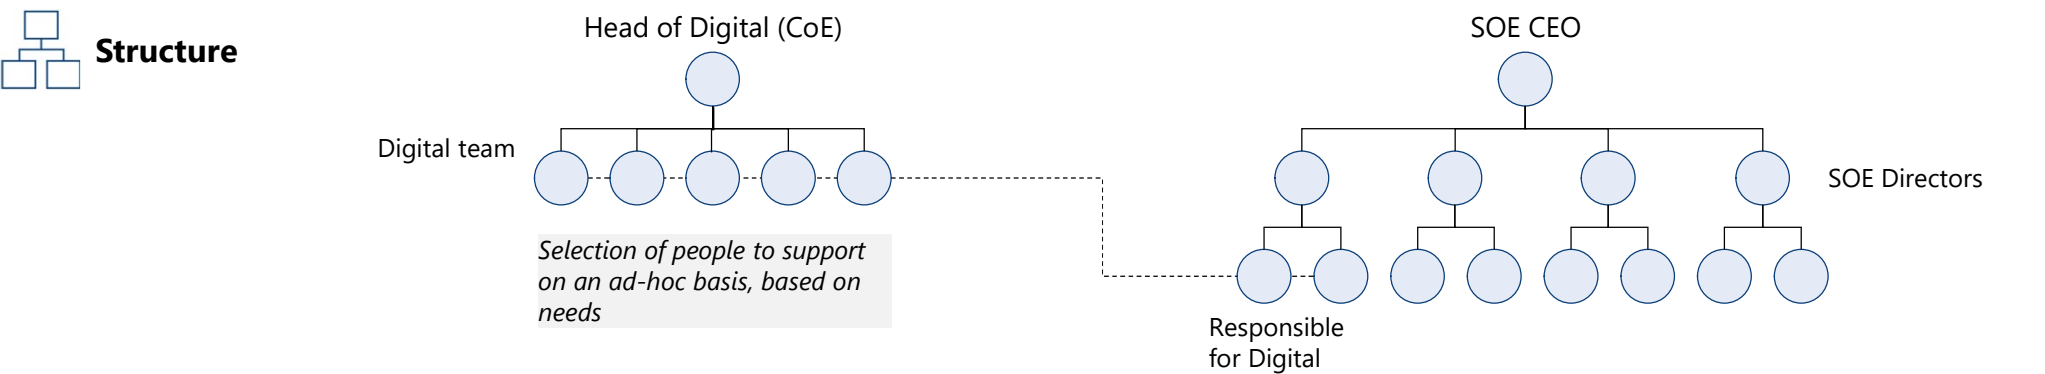 Structure
Head of Digital (CoE)
Digital team
Selection of people to support
on an ad-hoc basis, based on
needs
SOE CEO
SOE Directors
Responsible
for Digital